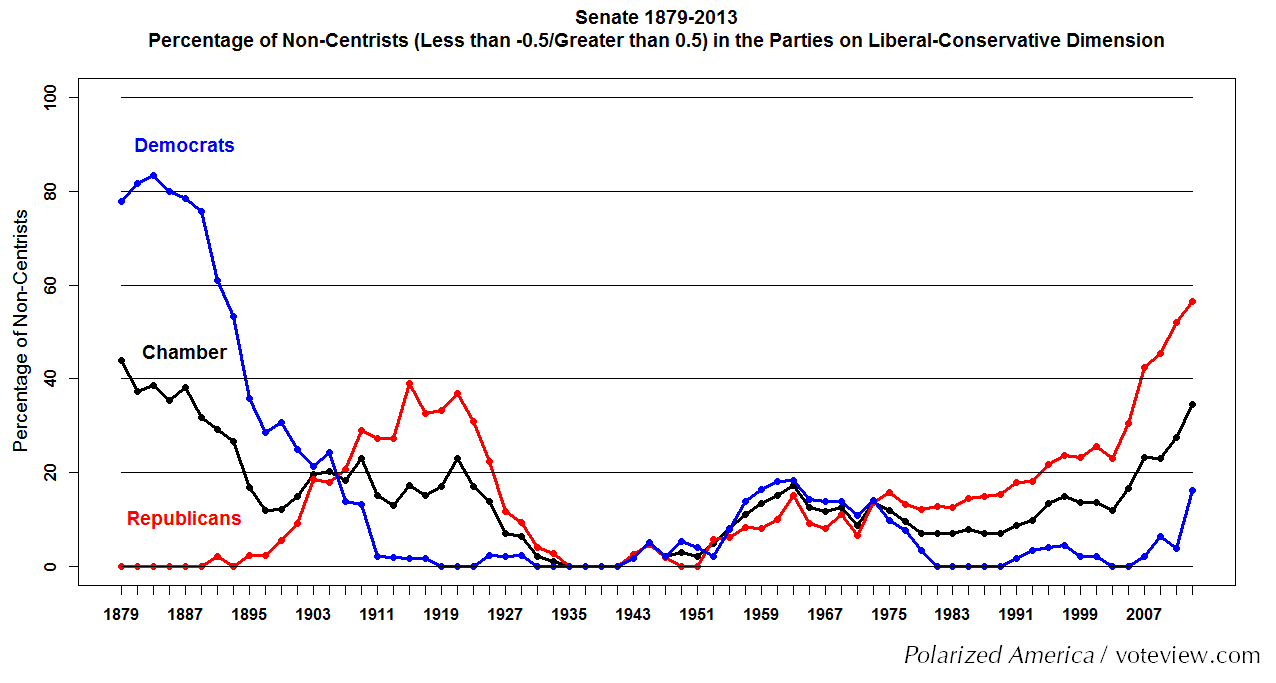 Senate 1879-2013
Percentage of Non-Centrists (Less than -0.5/Greater than 0.5) in the Parties on Liberal-Conservative Dimension
Percentage of Non-Centrists
100
80
60
40
20
0
Democrats
Chamber
Republicans
1879 1887 1895 1903 1911 1919 1927 1935 1943 1951 1959 1967 1975 1983 1991 1999 2007
Polarized America / voteview.com